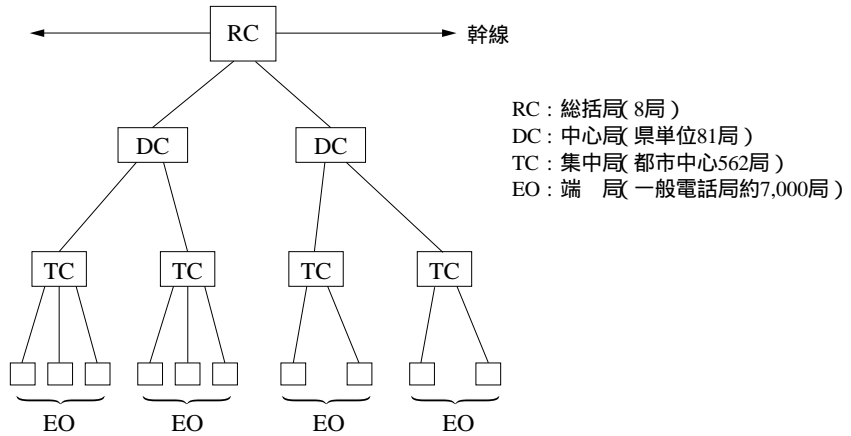 RC
幹線
RC：総括局（8局）
DC：中心局（県単位81局）
TC：集中局（都市中心562局）
EO：端　局（一般電話局約7,000局）
DC
DC
TC
TC
TC
TC
EO
EO
EO
EO